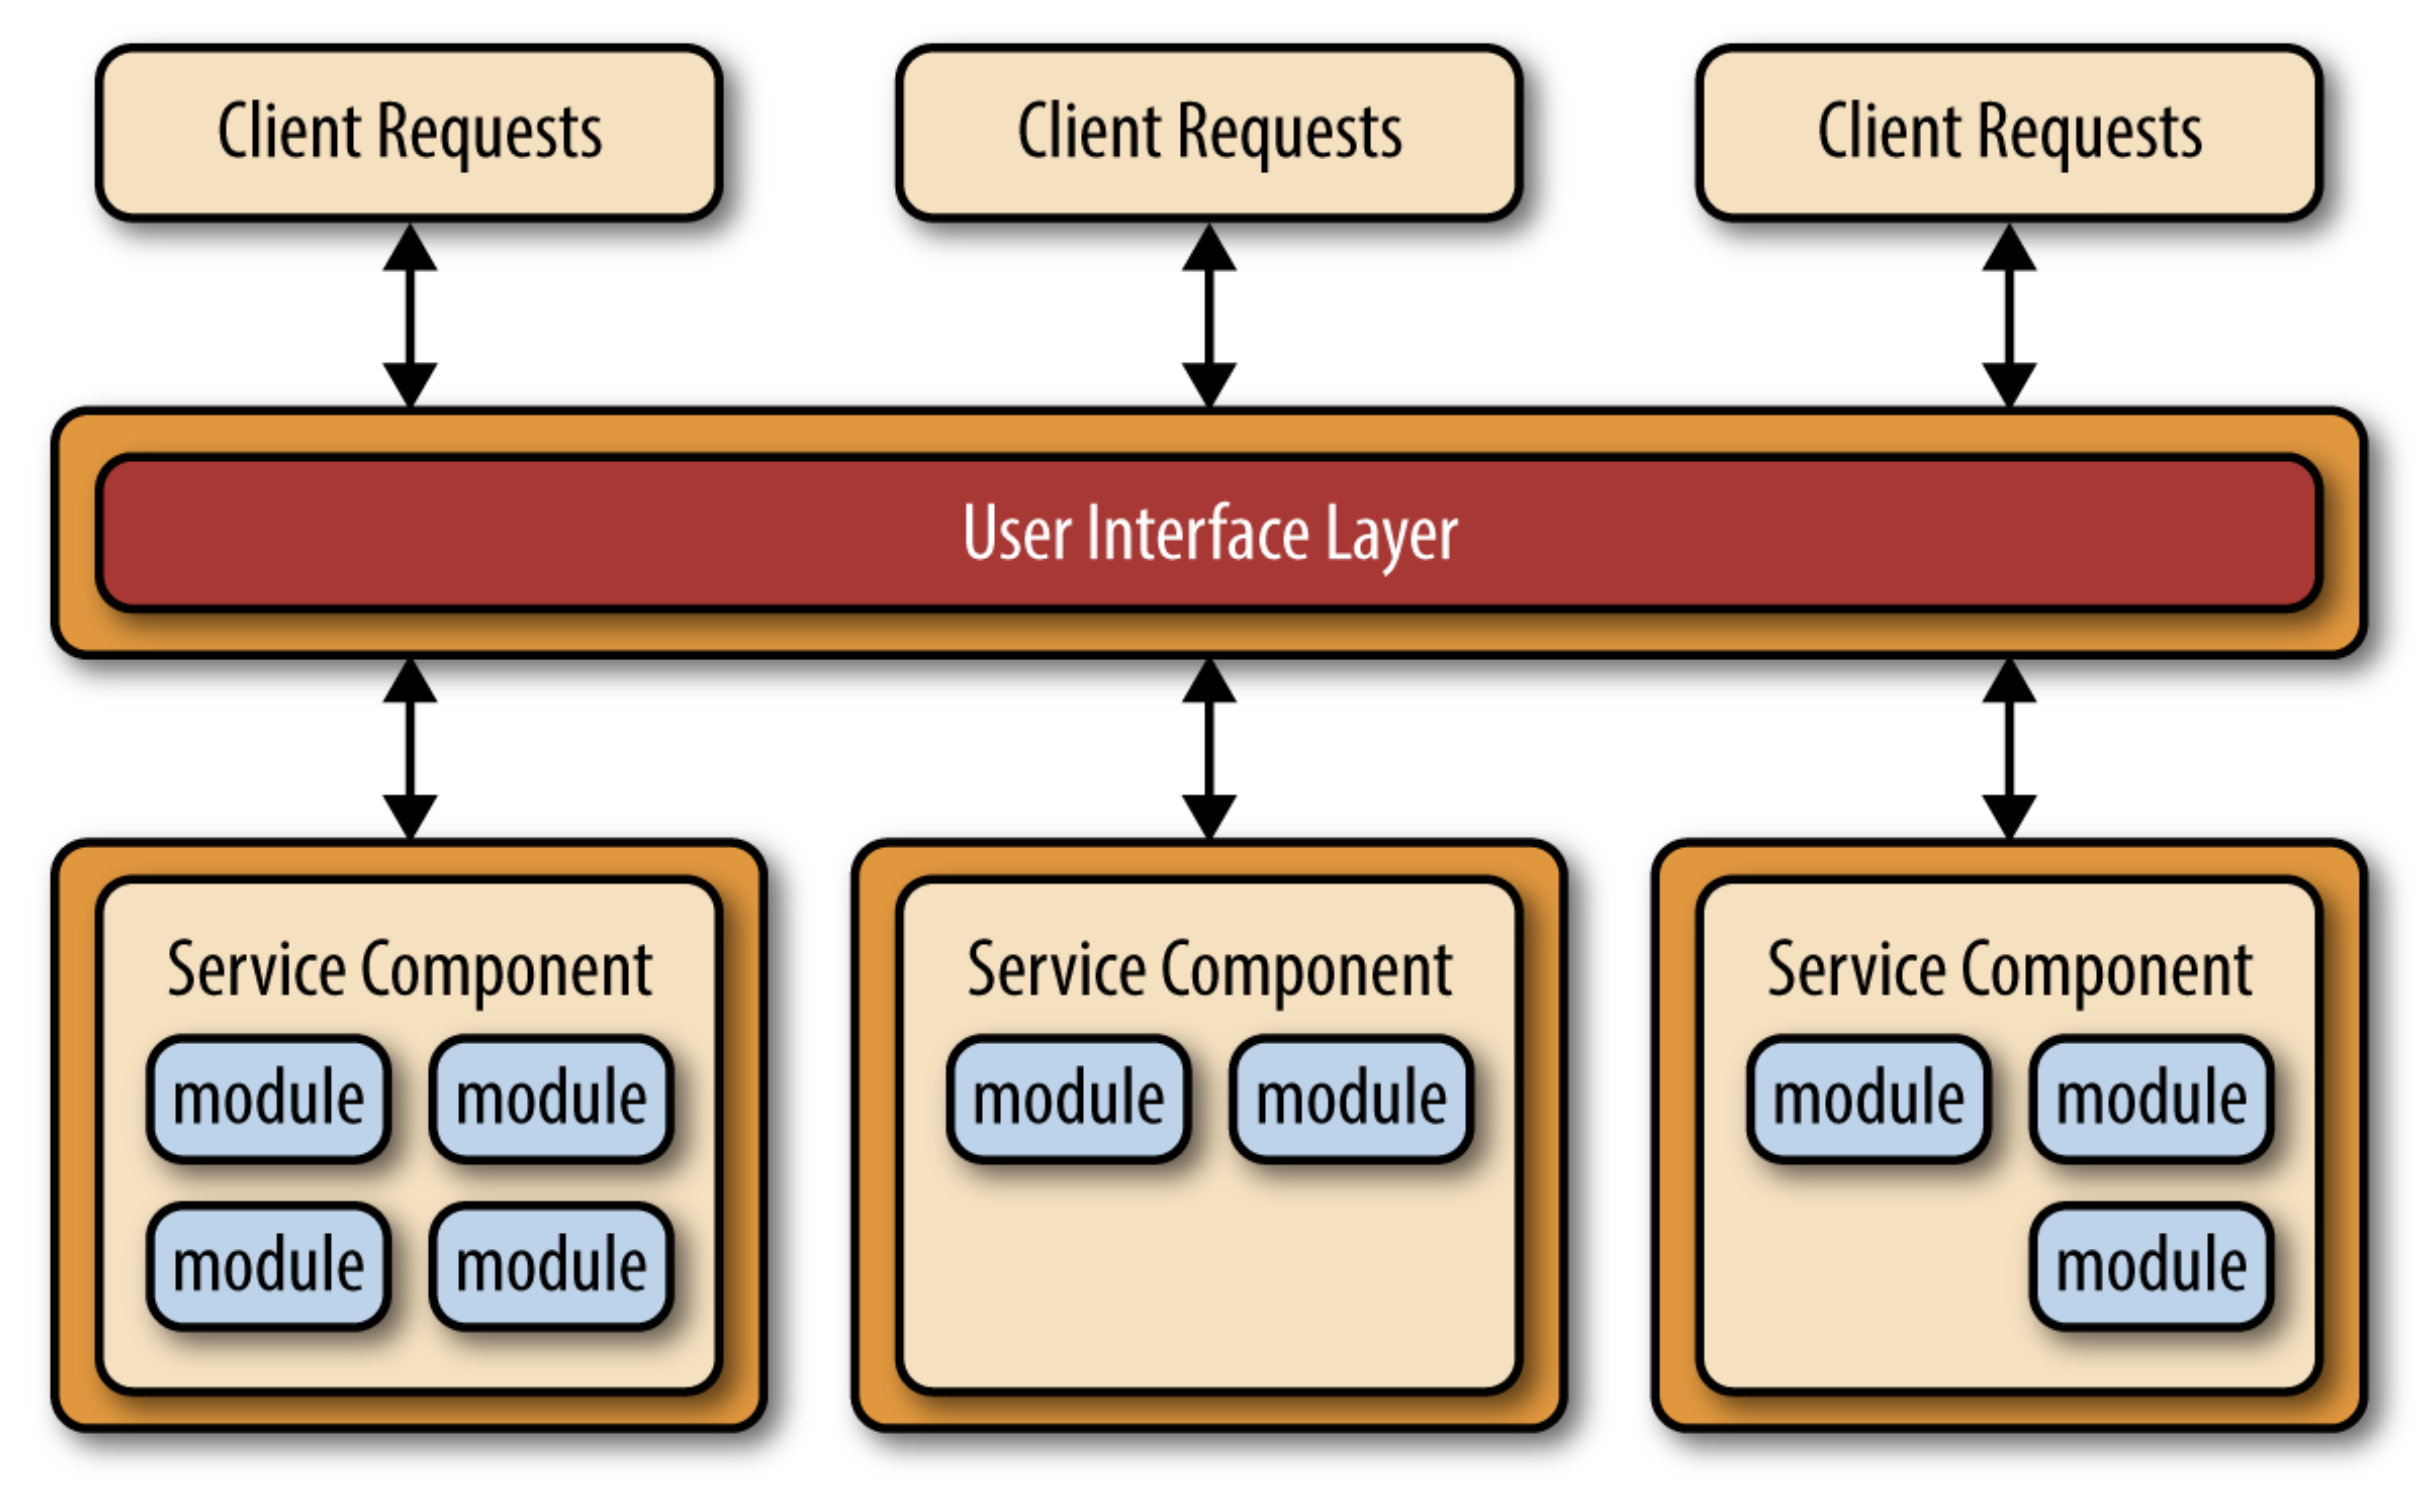 Client Requests
Client Requests
Client Requests
User Interface Layer
Service Component
module module
module module
Service Component
module module
Service Component
module module
module